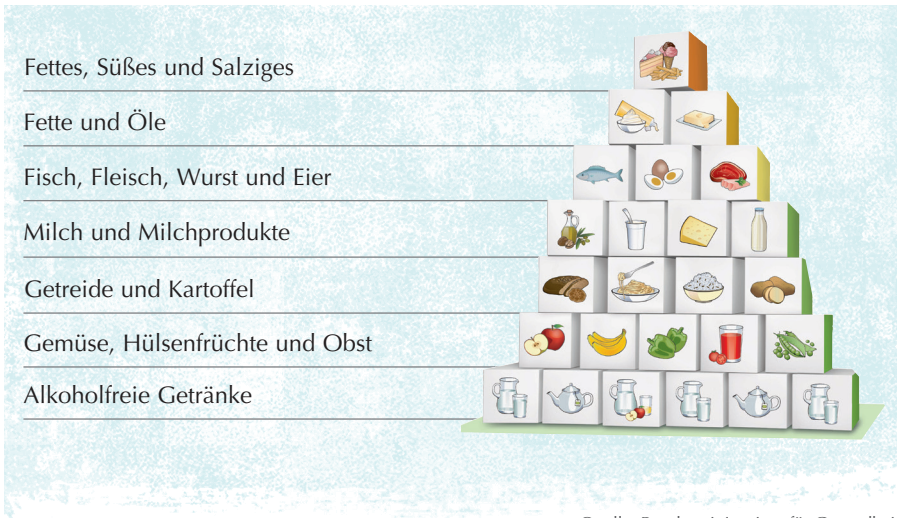 Fettes, Süßes und Salziges
Fette und Öle
Fisch, Fleisch, Wurst und Eier
Milch und Milchprodukte
Getreide und Kartoffel
Gemüse, Hülsenfrüchte und Obst
Alkoholfreie Getränke